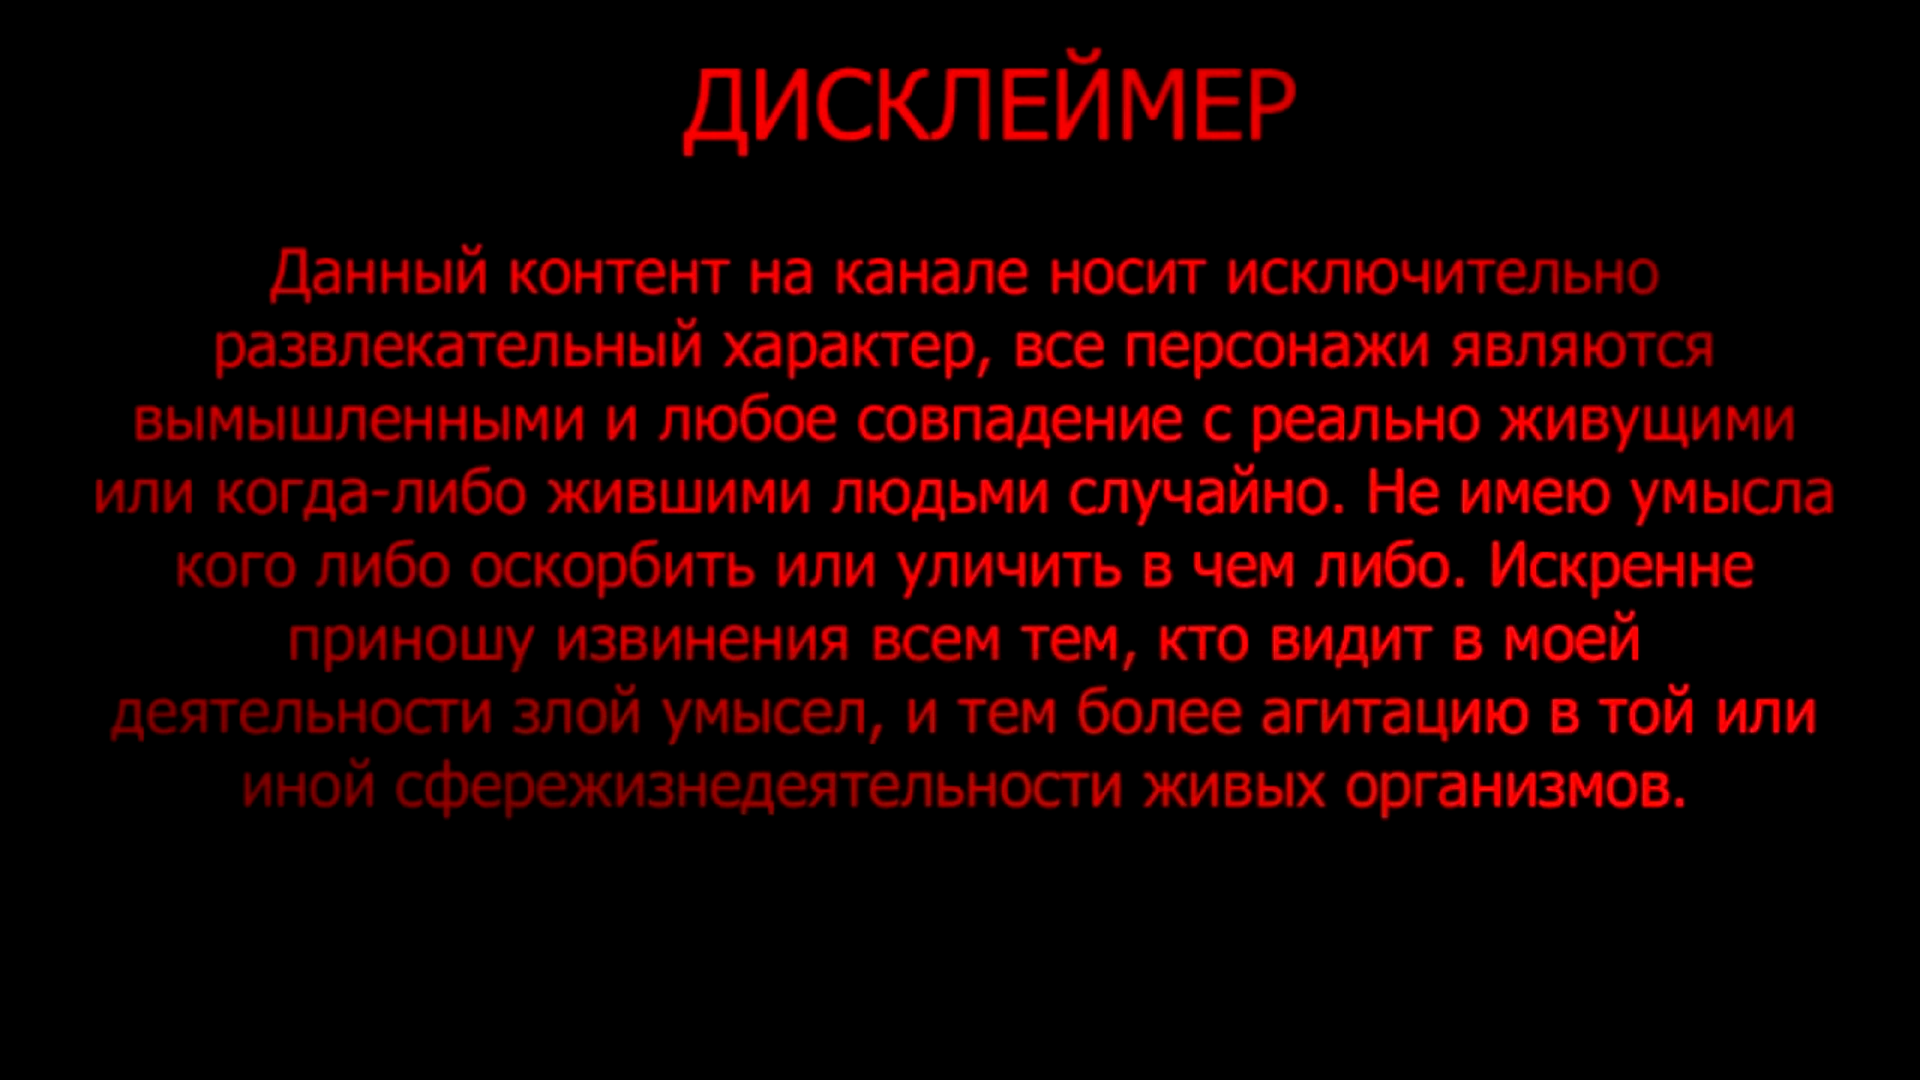 ДИСКЛЕЙМЕР
Данный контент на канале носит исключительно
развлекательный характер, все персонажи являются
вымышленными и любое совпадение с реально живущими
или когда-либо жившими людьми случайно. Не имею умысла
кого либо оскорбить или уличить в чем либо. Искренне
приношу извинения всем тем, кто видит в моей
деятельности злой умысел, и тем более агитацию в той или
иной сфережизнедеятельности живых организмов.